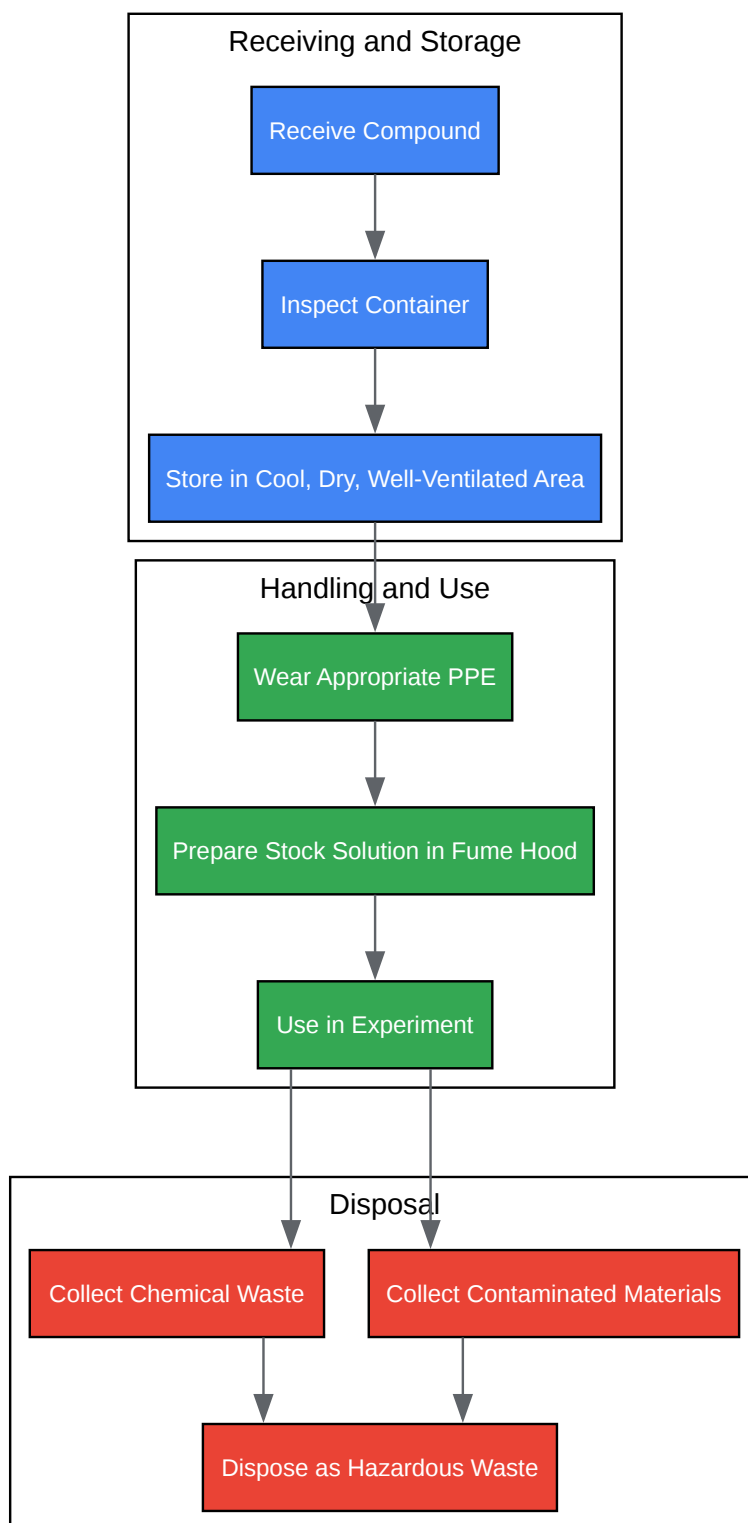 Receiving and Storage
Receive Compound
Inspect Container
Store in Cool, Dry, Well-Ventilated Area
Handling and Use
Wear Appropriate PPE
Prepare Stock Solution in Fume Hood
Use in Experiment
Disposal
Collect Chemical Waste
Collect Contaminated Materials
Dispose as Hazardous Waste